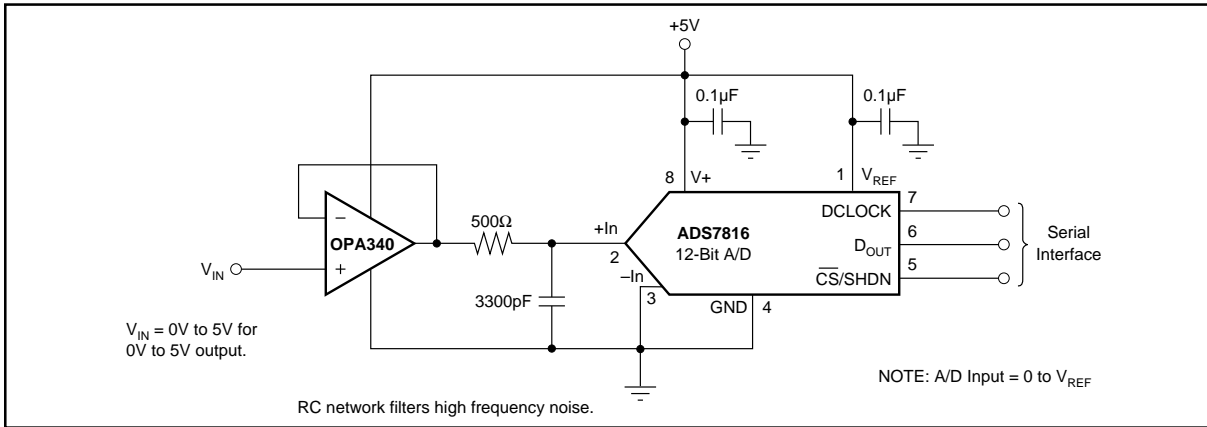 +5V
0.1µF
0.1µF
8
V+
1
VREF
−
OPA340
+
VIN
500Ω
+In
2
−In
3
ADS7816
12-Bit A/D
DCLOCK
7
DOUT
6
CS/SHDN
5
Serial
Interface
3300pF
GND
4
VIN = 0V to 5V for
0V to 5V output.
NOTE: A/D Input = 0 to VREF
RC network filters high frequency noise.